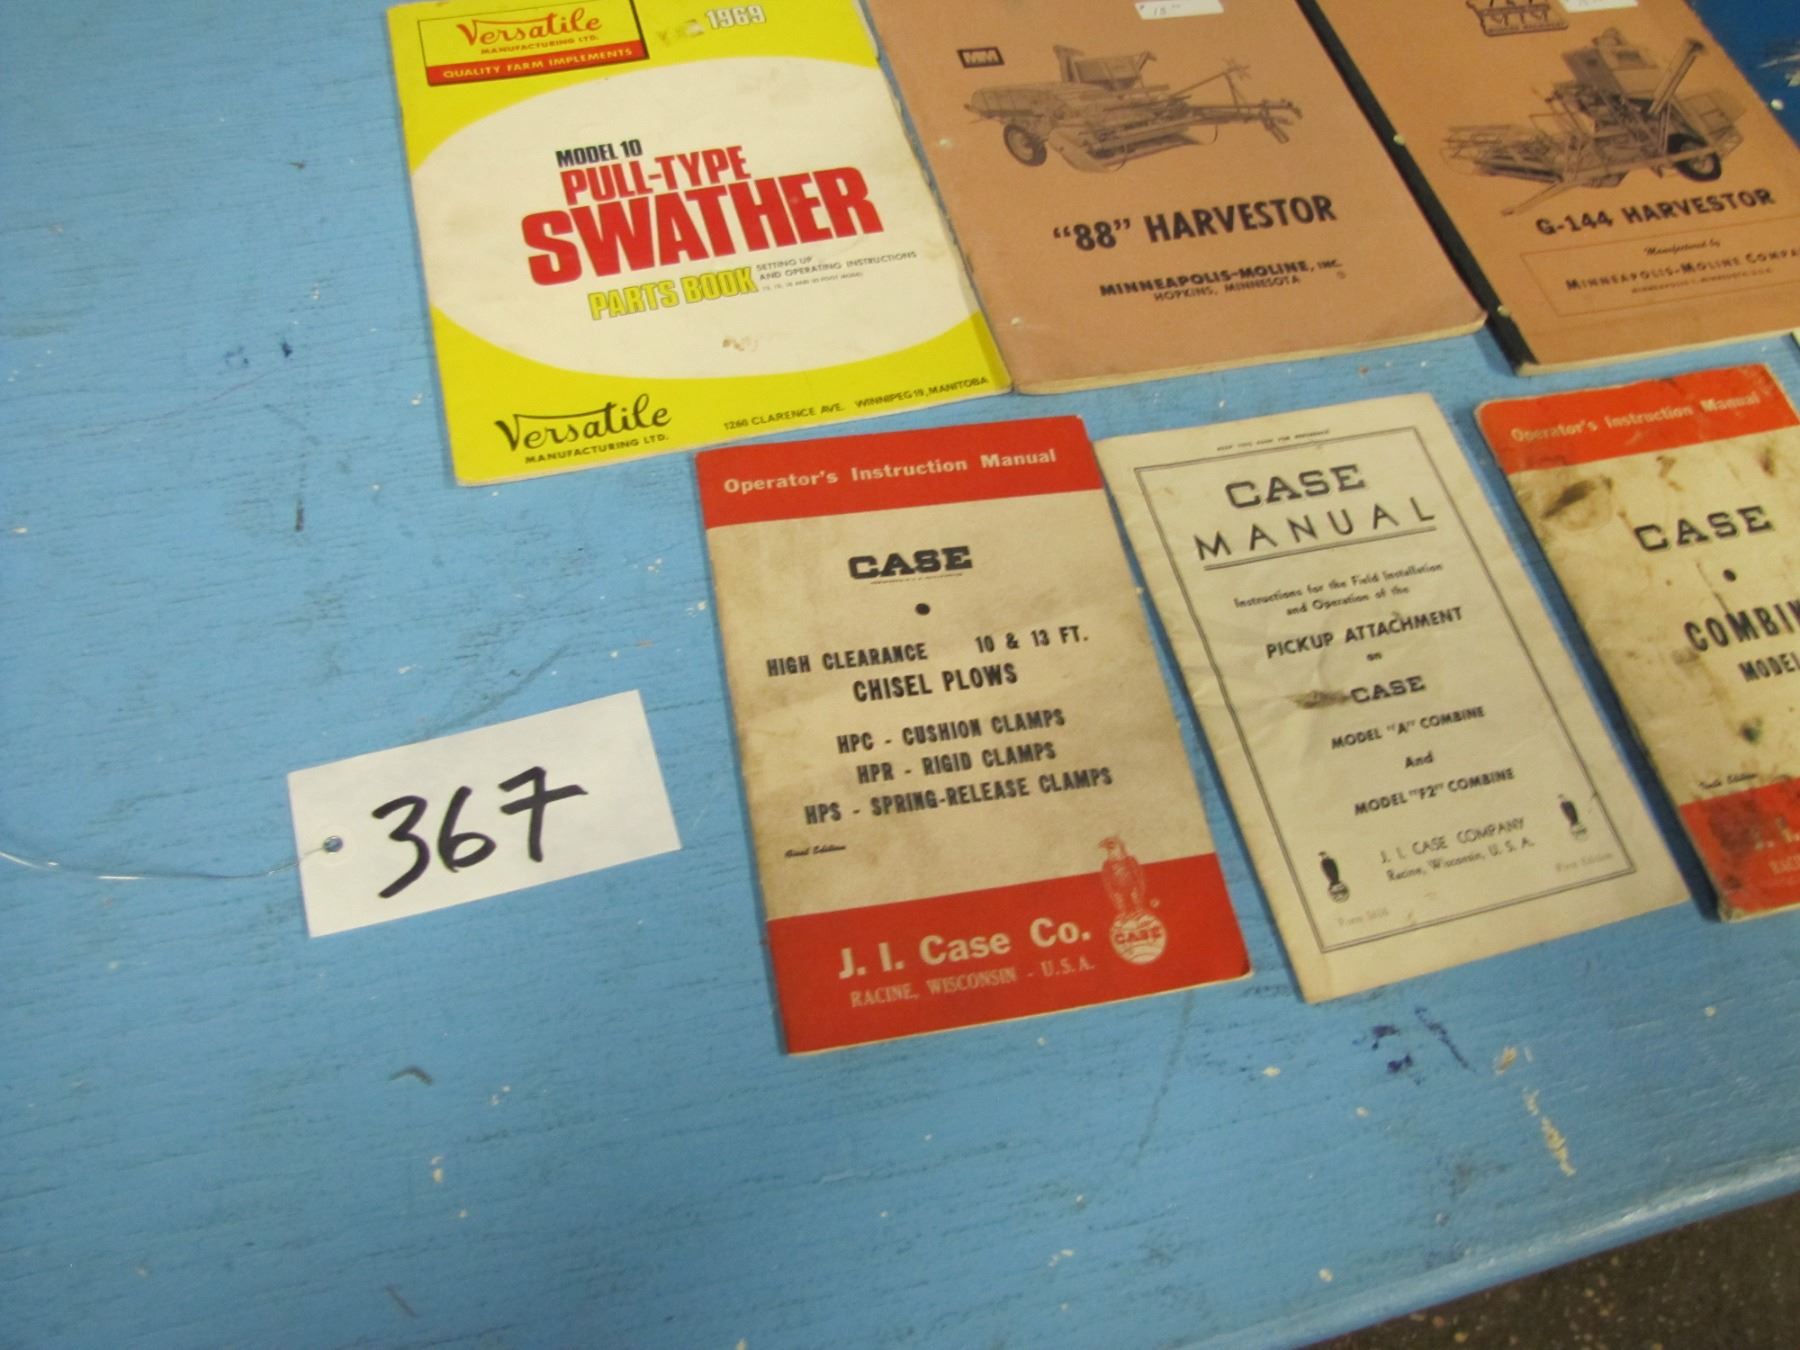 Versatile
MANUFACTURING LTD.
QUALITY FARM IMPLEMENTS
1969
MODEL 10
PULL-TYPE
SWATHER
PARTS BOOK
SETTING UP
AND OPERATING INSTRUCTIONS
Versatile
MANUFACTURING LTD.
1260 CLARENCE AVE. WINNIPEG 19, MANITOBA
MM
"88" HARVESTOR
MINNEAPOLIS-MOLINE, INC.
HOPKINS, MINNESOTA
G-144 HARVESTOR
Manufactured by
MINNEAPOLIS-MOLINE
Operator's Instruction Manual
CASE
HIGH CLEARANCE 10 & 13 FT.
CHISEL PLOWS
HPC - CUSHION CLAMPS
HPR - RIGID CLAMPS
HPS - SPRING-RELEASE CLAMPS
Edition
J. I. Case Co.
RACINE, WISCONSIN - U.S.A.
CASE
CASE
MANUAL
Instructions for the Field Installation
and Operation of the
PICKUP ATTACHMENT
on
CASE
MODEL "A" COMBINE
And
MODEL "F2" COMBINE
J. I. CASE COMPANY
Racine, Wisconsin, U. S. A.
First Edition
Operator's Instruction Manual
CASE
MODEL
Edition
367